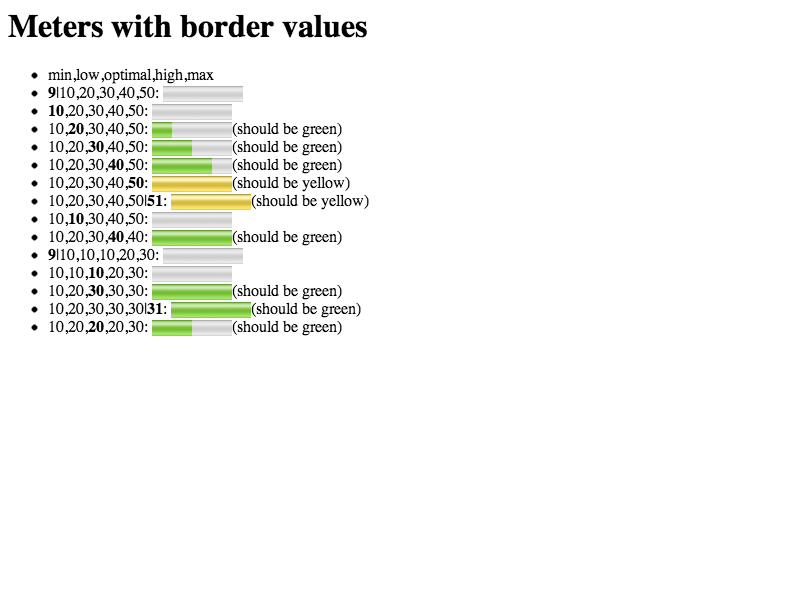 Meters with border values
min,low,optimal,high,max
9|10,20,30,40,50:
10,20,30,40,50:
10,20,30,40,50: (should be green)
10,20,30,40,50: (should be green)
10,20,30,40,50: (should be green)
10,20,30,40,50: (should be yellow)
10,20,30,40,50|51: (should be yellow)
10,10,30,40,50:
10,20,30,40,40: (should be green)
9|10,10,10,20,30:
10,10,10,20,30:
10,20,30,30,30: (should be green)
10,20,30,30,30|31: (should be green)
10,20,20,20,30: (should be green)